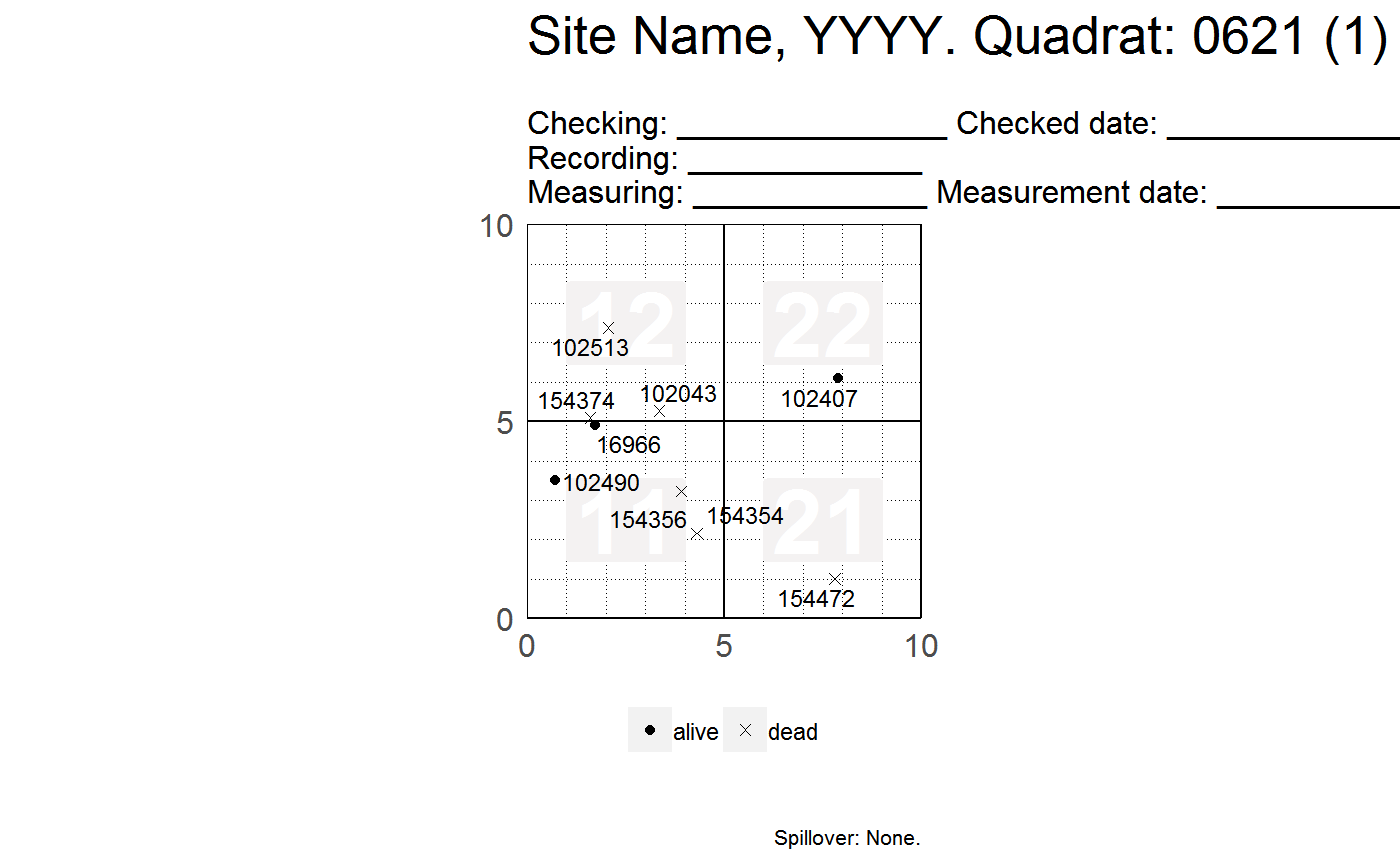 Site Name, YYYY. Quadrat: 0621 (1)
Checking: ________________ Checked date: ______________
Recording: ______________
Measuring: ______________ Measurement date: ___________
10
12
22
102513
102407
154374
102043
5
16966
102490
11
21
154356
154354
154472
0
0 5 10
alive dead
Spillover: None.